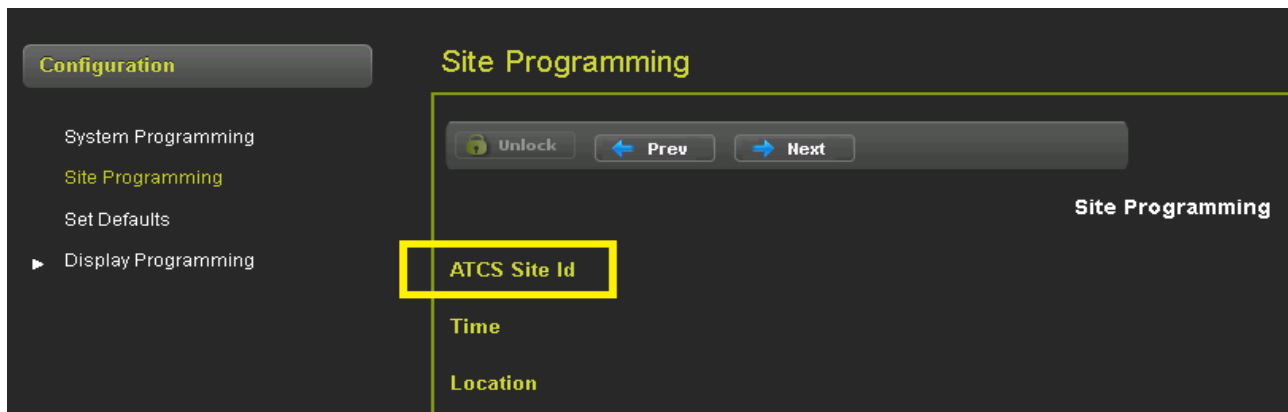 Configuration
System Programming
Site Programming
Set Defaults
Display Programming
Site Programming
Unlock Prev Next
Site Programming
ATCS Site Id
Time
Location